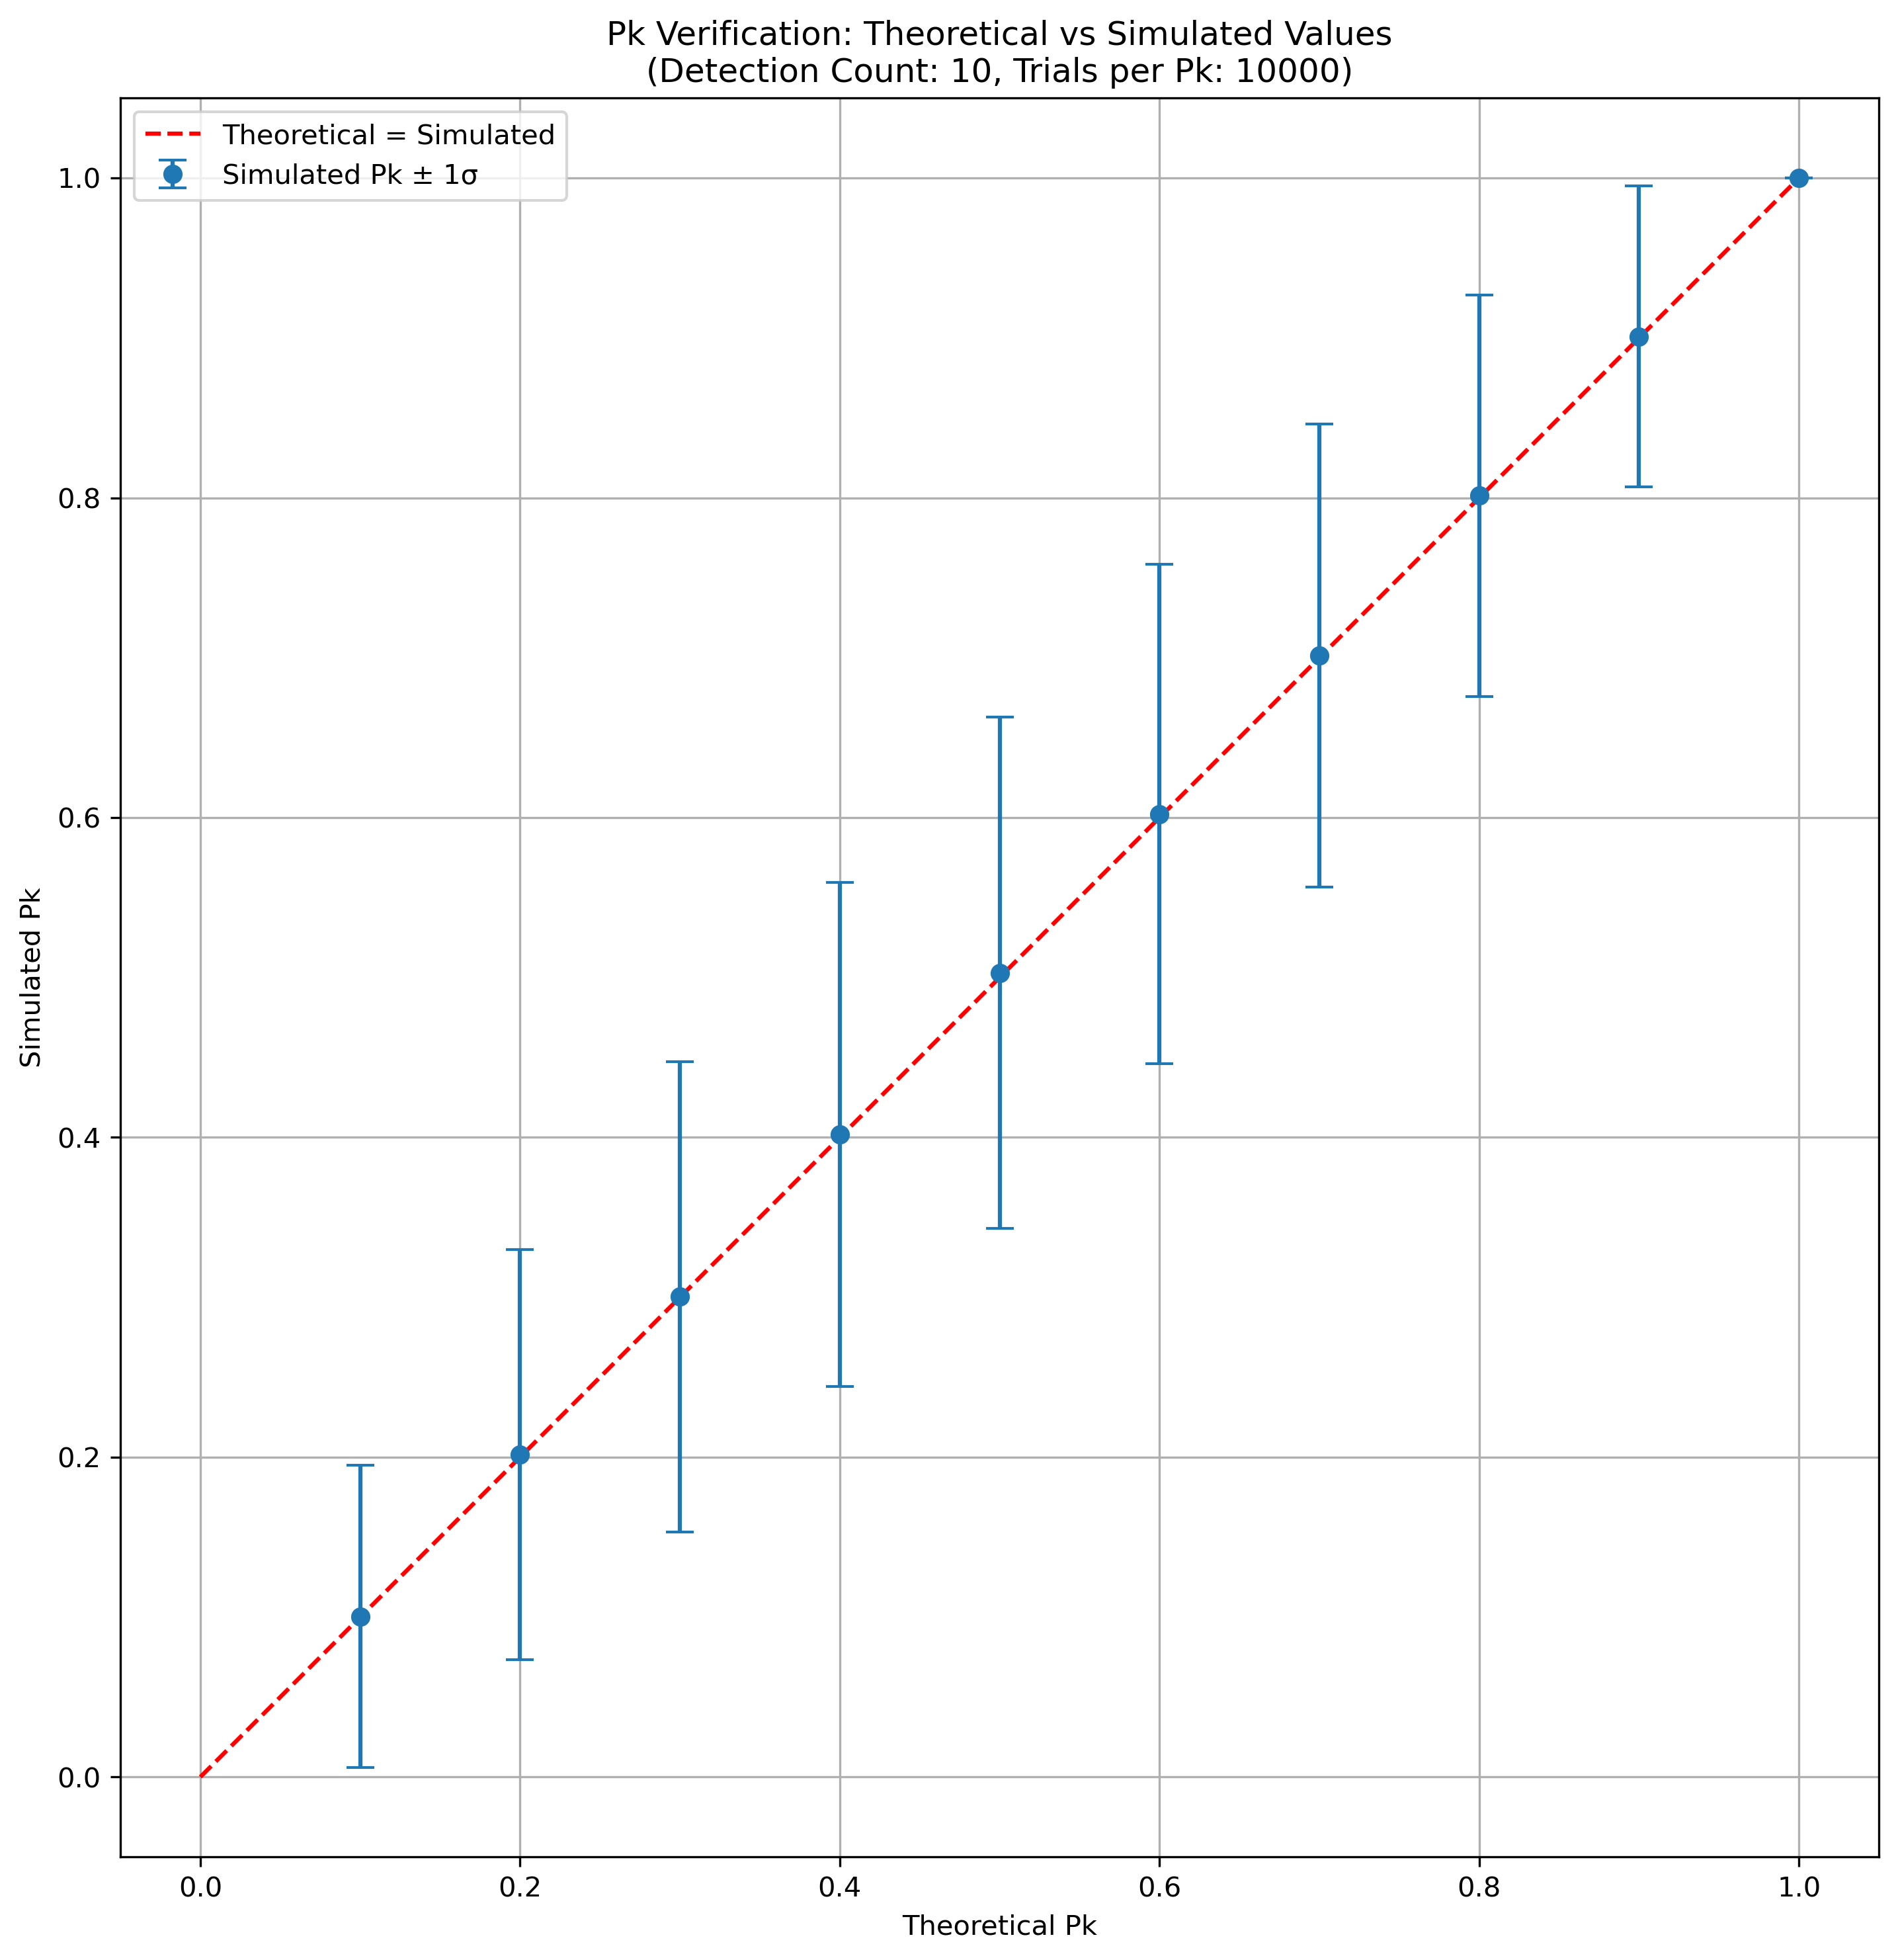 Pk Verification: Theoretical vs Simulated Values
(Detection Count: 10, Trials per Pk: 10000)
Theoretical = Simulated
Simulated Pk ± 1σ
1.0
0.8
0.6
0.4
0.2
0.0
Simulated Pk
0.0 0.2 0.4 0.6 0.8 1.0
Theoretical Pk